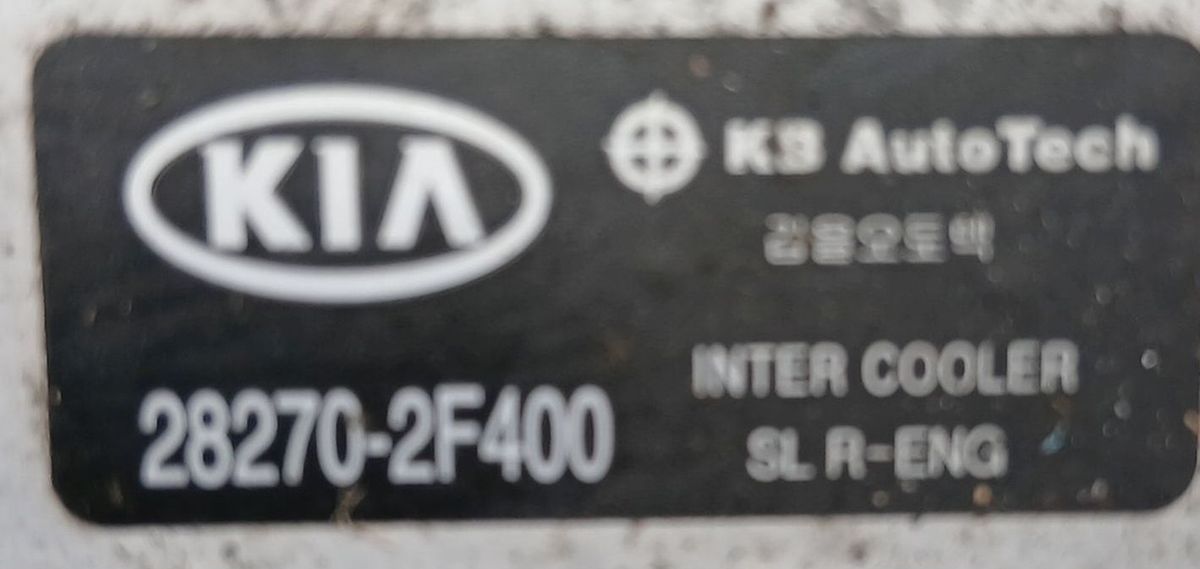 KIA
KB AutoTech
갑을오토텍
28270-2F400
INTER COOLER
SL R-ENG